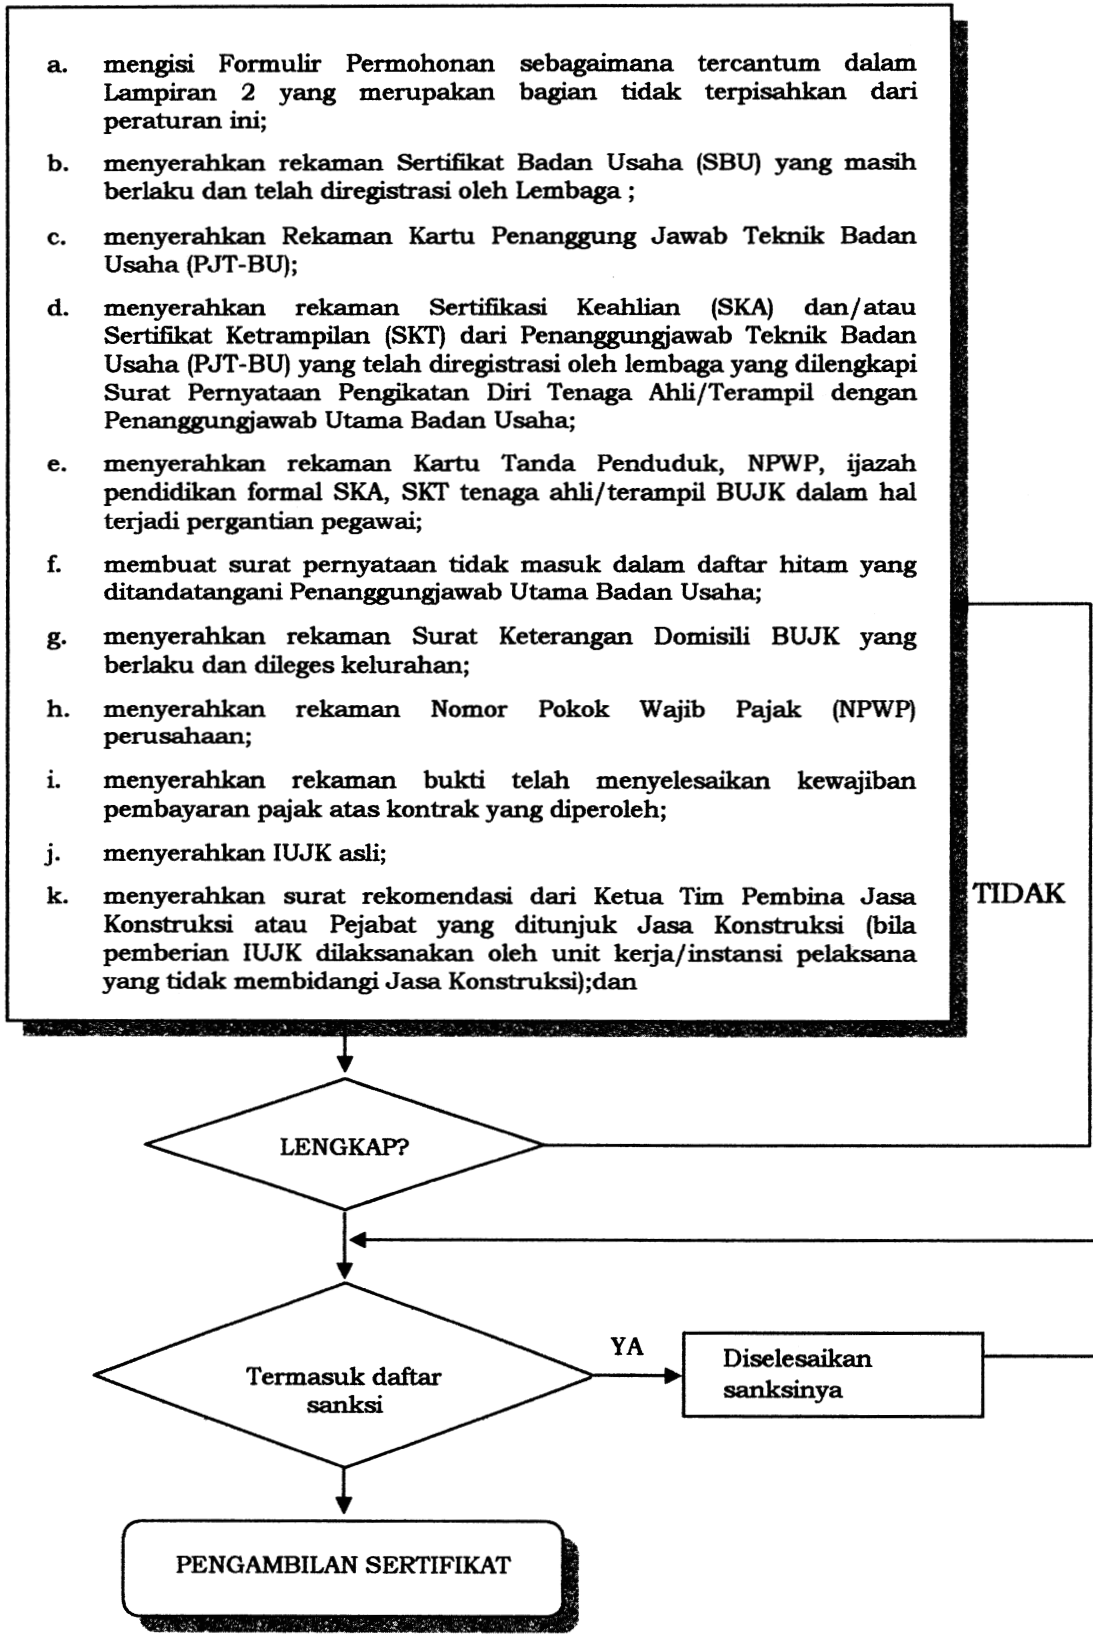 a. mengisi Formulir Permohonan sebagaimana tercantum dalam
Lampiran 2 yang merupakan bagian tidak terpisahkan dari
peraturan ini;
b. menyerahkan rekaman Sertifikat Badan Usaha (SBU) yang masih
berlaku dan telah diregistrasi oleh Lembaga ;
c. menyerahkan Rekaman Kartu Penanggung Jawab Teknik Badan
Usaha (PJT-BU);
d. menyerahkan rekaman Sertifikasi Keahlian (SKA) dan/atau
Sertifikat Ketrampilan (SKT) dari Penanggungjawab Teknik Badan
Usaha (PJT-BU) yang telah diregistrasi oleh lembaga yang dilengkapi
Surat Pernyataan Pengikatan Diri Tenaga Ahli/Terampil dengan
Penanggungjawab Utama Badan Usaha;
e. menyerahkan rekaman Kartu Tanda Penduduk, NPWP, ijazah
pendidikan formal SKA, SKT tenaga ahli/terampil BUJK dalam hal
terjadi pergantian pegawai;
f. membuat surat pernyataan tidak masuk dalam daftar hitam yang
ditandatangani Penanggungjawab Utama Badan Usaha;
g. menyerahkan rekaman Surat Keterangan Domisili BUJK yang
berlaku dan dileges kelurahan;
h. menyerahkan rekaman Nomor Pokok Wajib Pajak (NPWP)
perusahaan;
i. menyerahkan rekaman bukti telah menyelesaikan kewajiban
pembayaran pajak atas kontrak yang diperoleh;
j. menyerahkan IUJK asli;
k. menyerahkan surat rekomendasi dari Ketua Tim Pembina Jasa
Konstruksi atau Pejabat yang ditunjuk Jasa Konstruksi (bila
pemberian IUJK dilaksanakan oleh unit kerja/instansi pelaksana
yang tidak membidangi Jasa Konstruksi);dan
TIDAK
LENGKAP?
Termasuk daftar
sanksi
YA
Diselesaikan
sanksinya
PENGAMBILAN SERTIFIKAT